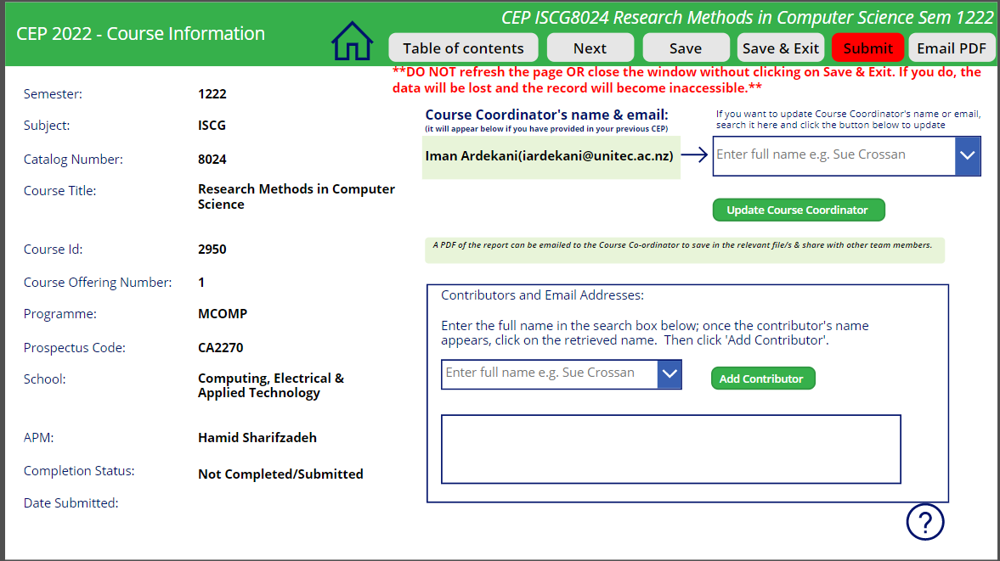 CEP ISCG8024 Research Methods in Computer Science Sem 1222
CEP 2022 - Course Information
Table of contents
Next
Save
Save & Exit
Submit
Email PDF
**DO NOT refresh the page OR close the window without clicking on Save & Exit. If you do, the
data will be lost and the record will become inaccessible.**
Semester:
1222
Subject:
ISCG
Catalog Number:
8024
Course Title:
Research Methods in Computer
Science
Course Id:
2950
Course Offering Number:
1
Programme:
MCOMP
Prospectus Code:
CA2270
School:
Computing, Electrical &
Applied Technology
APM:
Hamid Sharifzadeh
Completion Status:
Not Completed/Submitted
Date Submitted:
Course Coordinator's name & email:
(it will appear below if you have provided in your previous CEP)
Iman Ardekani(iardekani@unitec.ac.nz)
If you want to update Course Coordinator's name or email,
search it here and click the button below to update
Enter full name e.g. Sue Crossan
Update Course Coordinator
A PDF of the report can be emailed to the Course Co-ordinator to save in the relevant file/s & share with other team members.
Contributors and Email Addresses:
Enter the full name in the search box below; once the contributor's name
appears, click on the retrieved name. Then click 'Add Contributor'.
Enter full name e.g. Sue Crossan
Add Contributor
?